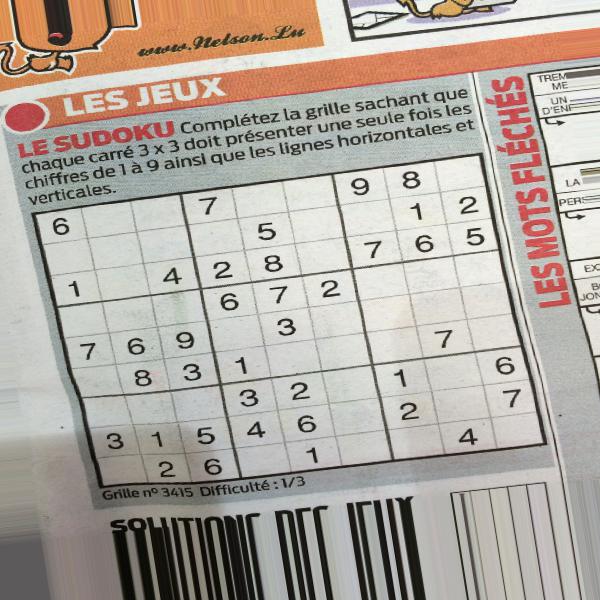 www.Nelson.Lu
LES JEUX
LE SUDOKU Complétez la grille sachant que
chaque carré 3 x 3 doit présenter une seule fois les
chiffres de 1 à 9 ainsi que les lignes horizontales et
verticales.
6 7 9 8
5 1 2
1 4 2 8 7 6 5
6 7 2
7 6 9 3
8 3 1 7
3 2 1 6
3 1 5 4 6 2 7
2 6 1 4
Grille nº 3415 Difficulté : 1/3
SOLUTIONS DES JEUX
LES MOTS FLÉCHÉS
TREM
ME
UN
D'EN
LA